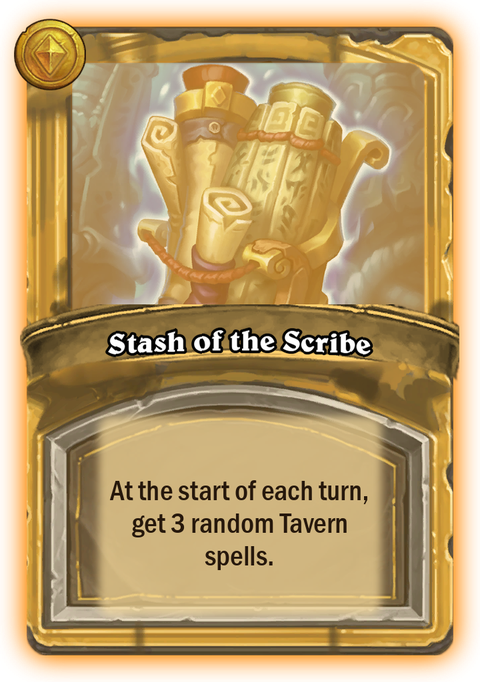 Stash of the Scribe
At the start of each turn,
get 3 random Tavern
spells.